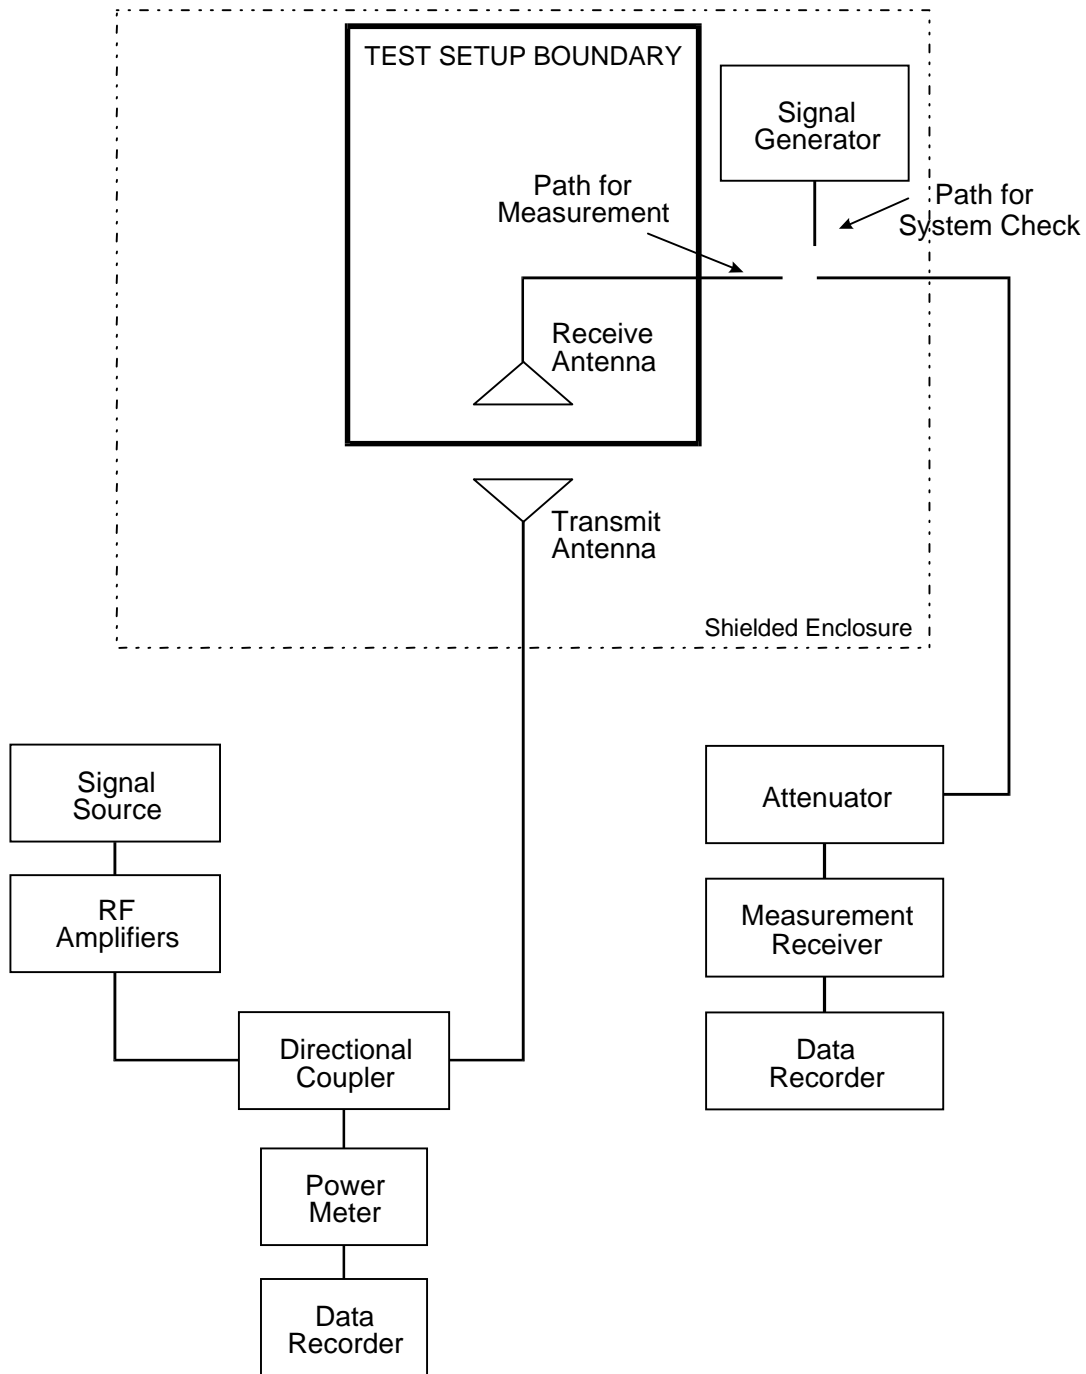 TEST SETUP BOUNDARY
Signal
Generator
Path for
Measurement
Path for
System Check
Receive
Antenna
Transmit
Antenna
Shielded Enclosure
Signal
Source
Attenuator
RF
Amplifiers
Measurement
Receiver
Directional
Coupler
Data
Recorder
Power
Meter
Data
Recorder